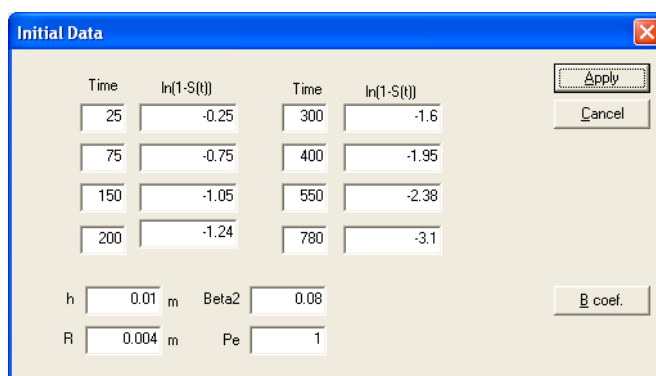 Initial Data
Time ln(1-S(t)) Time ln(1-S(t)) Apply
25 -0.25 300 -1.6 Cancel
75 -0.75 400 -1.95
150 -1.05 550 -2.38
200 -1.24 780 -3.1
h 0.01 m Beta2 0.08 B coef.
R 0.004 m Pe 1